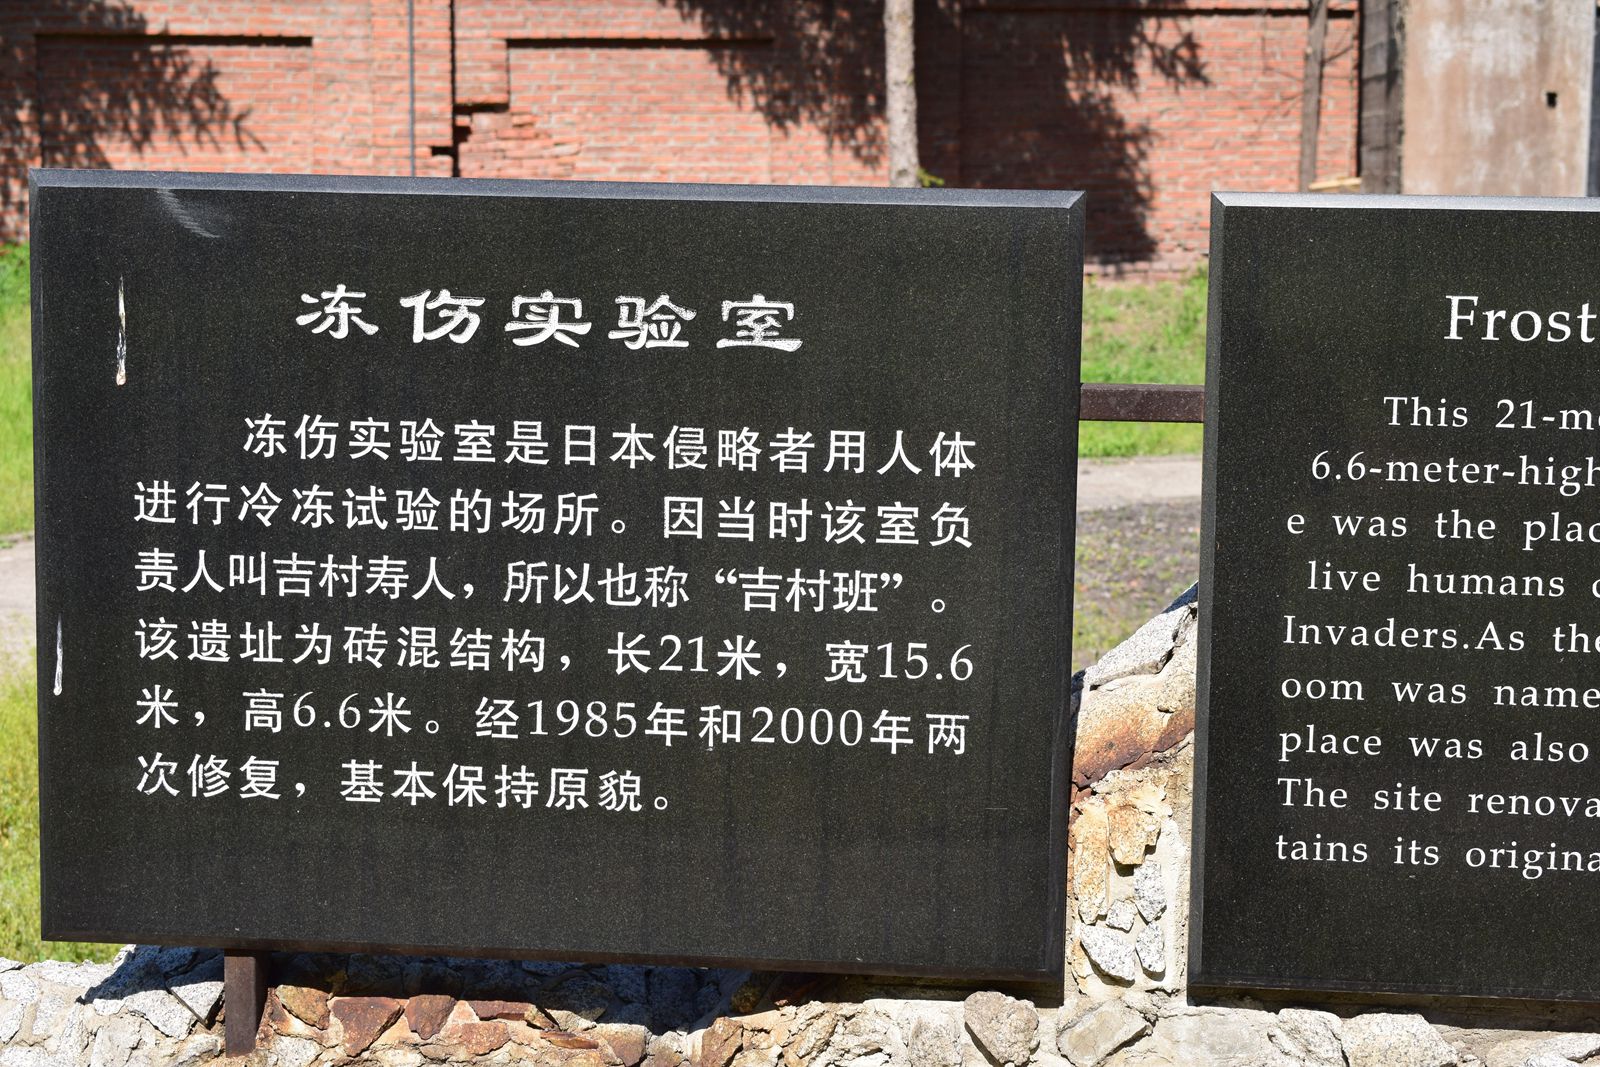 冻伤实验室
冻伤实验室是日本侵略者用人体
进行冷冻试验的场所。因当时该室负
责人叫吉村寿人，所以也称“吉村班”。
该遗址为砖混结构，长21米，宽15.6
米，高6.6米。经1985年和2000年两
次修复，基本保持原貌。
Frost
This 21-m
6.6-meter-high
e was the plac
live humans
Invaders.As the
oom was name
place was also
The site renova
tains its origina